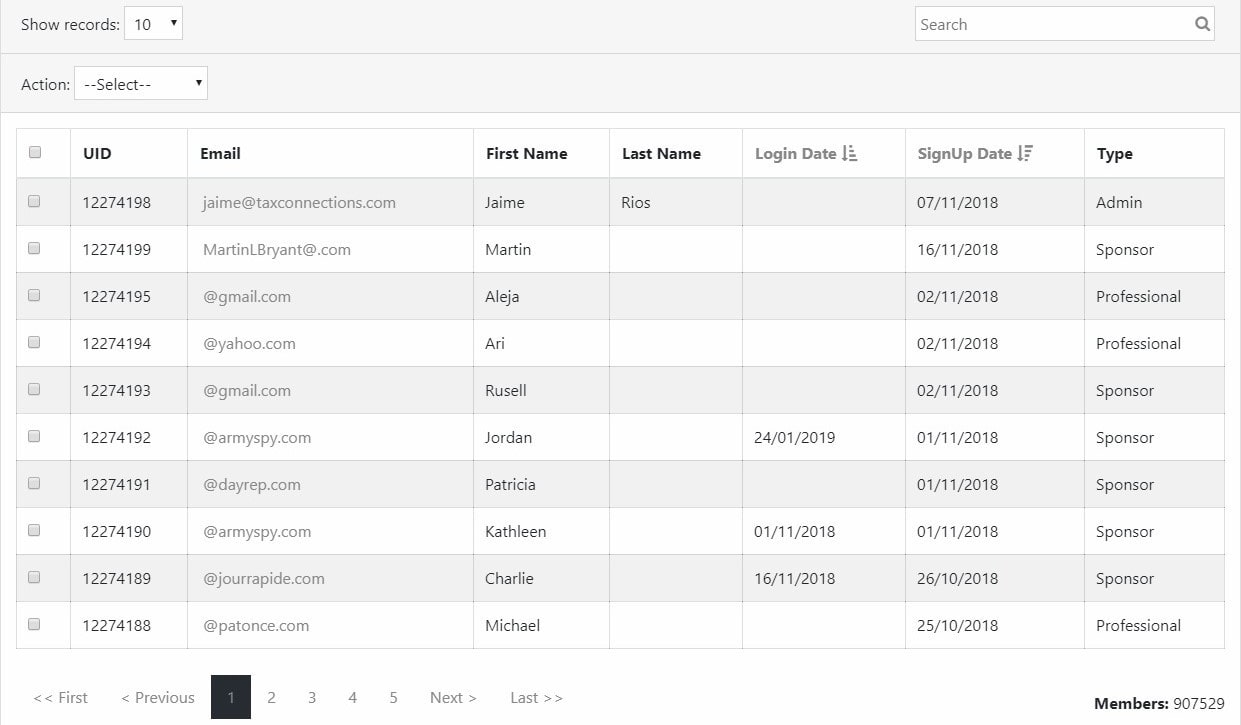 Show records: 10 Search
Action: --Select--
UID Email First Name Last Name Login Date SignUp Date Type
12274198 jaime@taxconnections.com Jaime Rios 07/11/2018 Admin
12274199 MartinLBryant@.com Martin 16/11/2018 Sponsor
12274195 @gmail.com Aleja 02/11/2018 Professional
12274194 @yahoo.com Ari 02/11/2018 Professional
12274193 @gmail.com Rusell 02/11/2018 Sponsor
12274192 @armyspy.com Jordan 24/01/2019 01/11/2018 Sponsor
12274191 @dayrep.com Patricia 01/11/2018 Sponsor
12274190 @armyspy.com Kathleen 01/11/2018 01/11/2018 Sponsor
12274189 @jourrapide.com Charlie 16/11/2018 26/10/2018 Sponsor
12274188 @patonce.com Michael 25/10/2018 Professional
<< First < Previous 1 2 3 4 5 Next > Last >>
Members: 907529